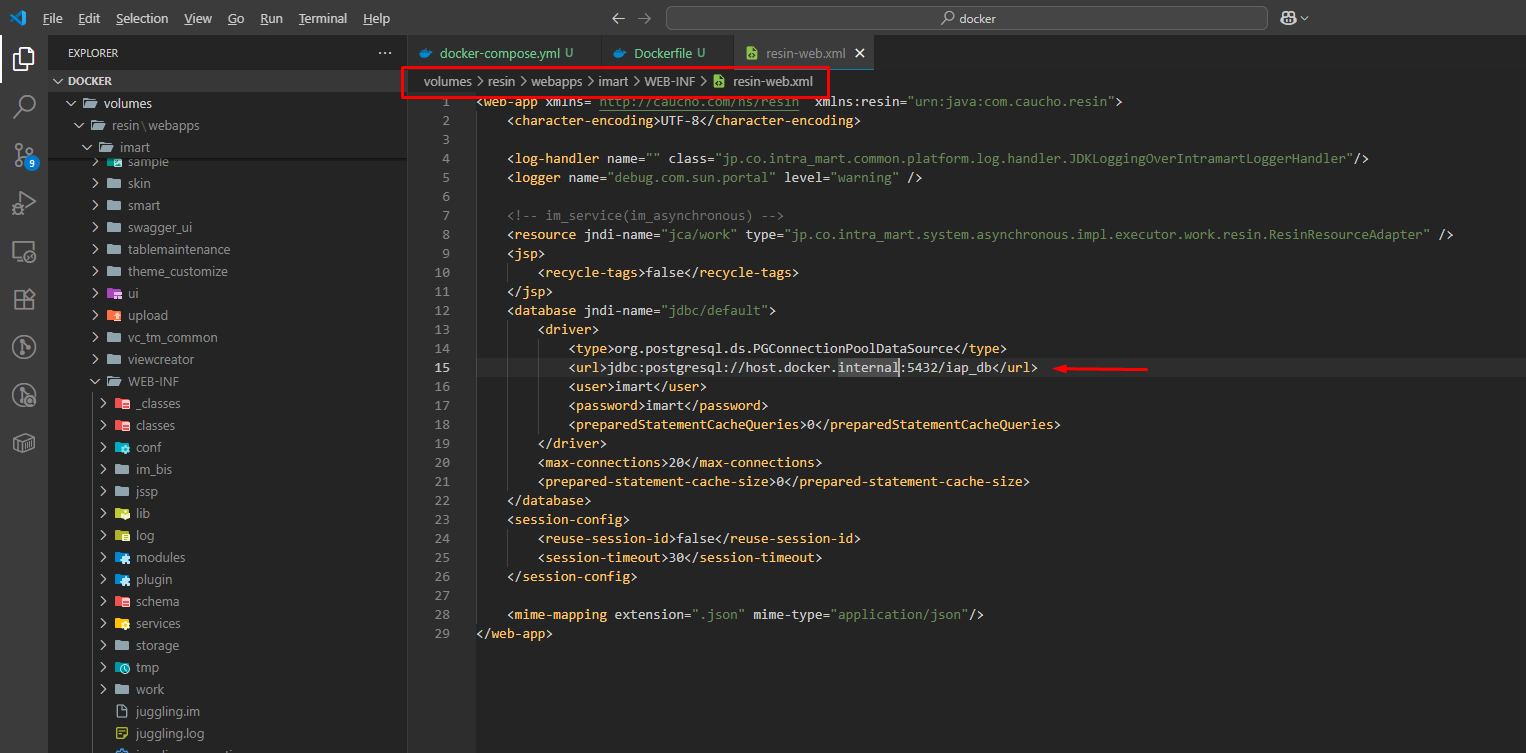 File Edit Selection View Go Run Terminal Help
docker
EXPLORER
docker-compose.yml U
Dockerfile U
resin-web.xml
DOCKER
volumes
resin\webapps
imart
sample
skin
smart
swagger_ui
tablemaintenance
theme_customize
ui
upload
vc_tm_common
viewcreator
WEB-INF
_classes
classes
conf
im_bis
jssp
lib
log
modules
plugin
schema
services
storage
tmp
work
juggling.im
juggling.log
9
volumes > resin > webapps > imart > WEB-INF > resin-web.xml
1 <web-app xmlns="http://caucho.com/ns/resin" xmlns:resin="urn:java:com.caucho.resin">
2 <character-encoding>UTF-8</character-encoding>
3
4 <log-handler name="" class="jp.co.intra_mart.common.platform.log.handler.JDKLoggingOverIntramartLoggerHandler"/>
5 <logger name="debug.com.sun.portal" level="warning" />
6
7 <!-- im_service(im_asynchronous) -->
8 <resource jndi-name="jca/work" type="jp.co.intra_mart.system.asynchronous.impl.executor.work.resin.ResinResourceAdapter" />
9 <jsp>
10 <recycle-tags>false</recycle-tags>
11 </jsp>
12 <database jndi-name="jdbc/default">
13 <driver>
14 <type>org.postgresql.ds.PGConnectionPoolDataSource</type>
15 <url>jdbc:postgresql://host.docker.internal:5432/iap_db</url>
16 <user>imart</user>
17 <password>imart</password>
18 <preparedStatementCacheQueries>0</preparedStatementCacheQueries>
19 </driver>
20 <max-connections>20</max-connections>
21 <prepared-statement-cache-size>0</prepared-statement-cache-size>
22 </database>
23 <session-config>
24 <reuse-session-id>false</reuse-session-id>
25 <session-timeout>30</session-timeout>
26 </session-config>
27
28 <mime-mapping extension=".json" mime-type="application/json"/>
29 </web-app>